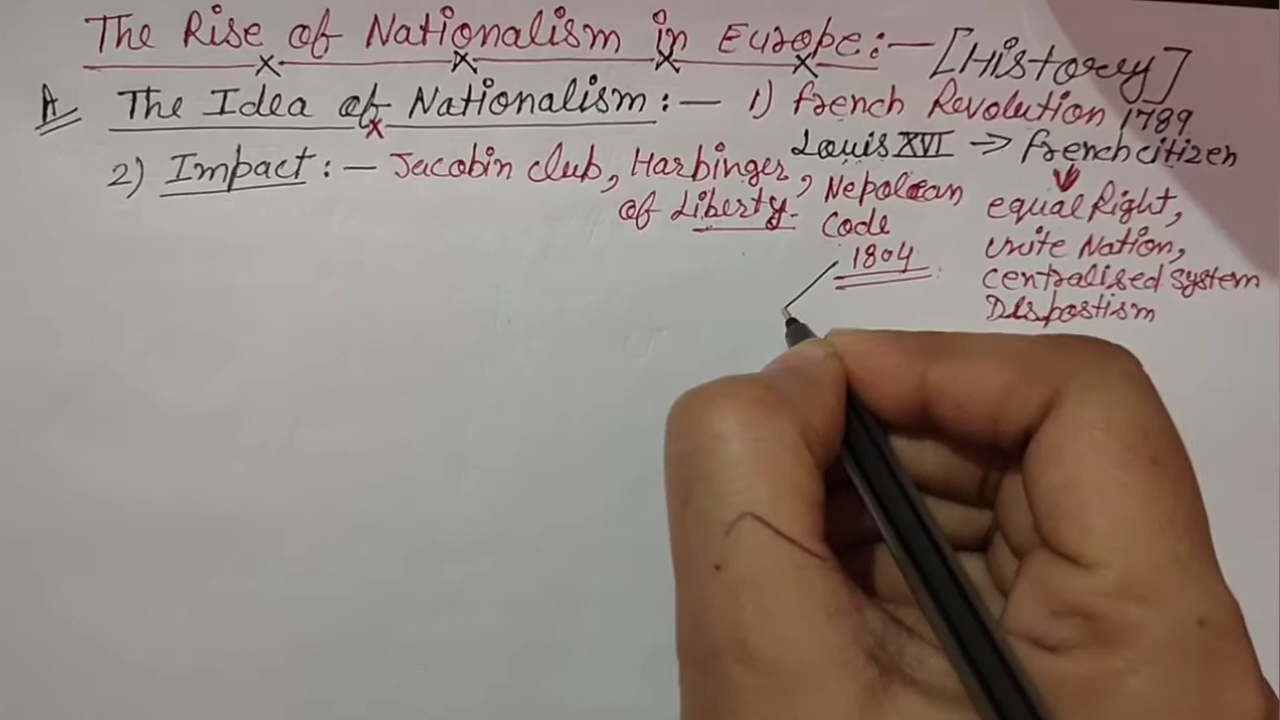 The Rise of Nationalism in Europe:- [History]
A The Idea of Nationalism:- 1) French Revolution 1789
Louis XVI → French citizen
2) Impact:- Jacobin club, Harbinger of Liberty, Nepolean Code
1804
equal Right,
unite Nation,
centralised system
Dispostism